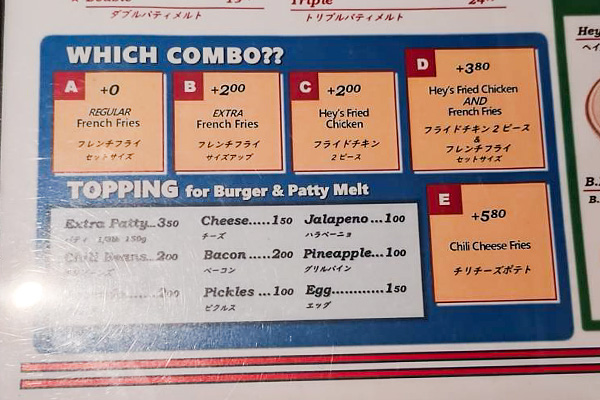 Triple
ダブルパティメルト
トリプルパティメルト
WHICH COMBO??
A
+0
REGULAR
French Fries
フレンチフライ
セットサイズ
B
+200
EXTRA
French Fries
フレンチフライ
サイズアップ
C
+200
Hey's Fried
Chicken
フライドチキン
2ピース
D
+380
Hey's Fried Chicken
AND
French Fries
フライドチキン2ピース
&
フレンチフライ
セットサイズ
TOPPING for Burger & Patty Melt
Extra Patty...350
Cheese.....150
チーズ
Jalapeno...100
ハラペーニョ
Chili Beans...200
Bacon.....200
ベーコン
Pineapple...100
グリルパイン
200
Pickles ...100
ピクルス
Egg............150
エッグ
E
+580
Chili Cheese Fries
チリチーズポテト